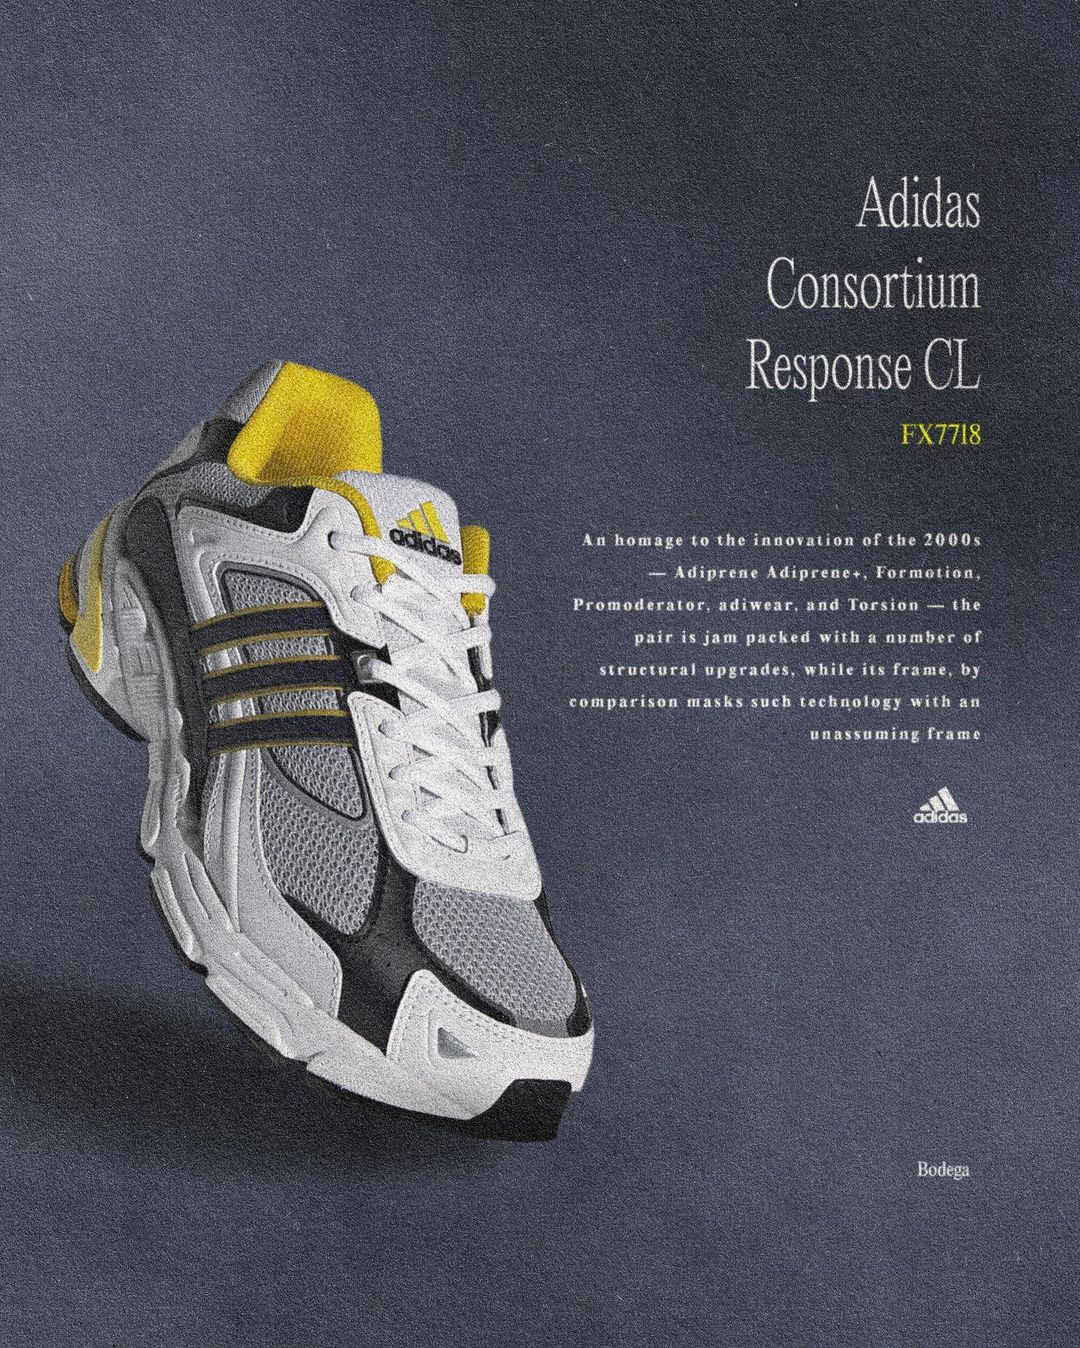 Adidas
Consortium
Response CL
FX7718
adidas
An homage to the innovation of the 2000s
— Adiprene Adiprene+, Formotion,
Promoderator, adiwear, and Torsion — the
pair is jam packed with a number of
structural upgrades, while its frame, by
comparison masks such technology with an
unassuming frame
adidas
Bodega